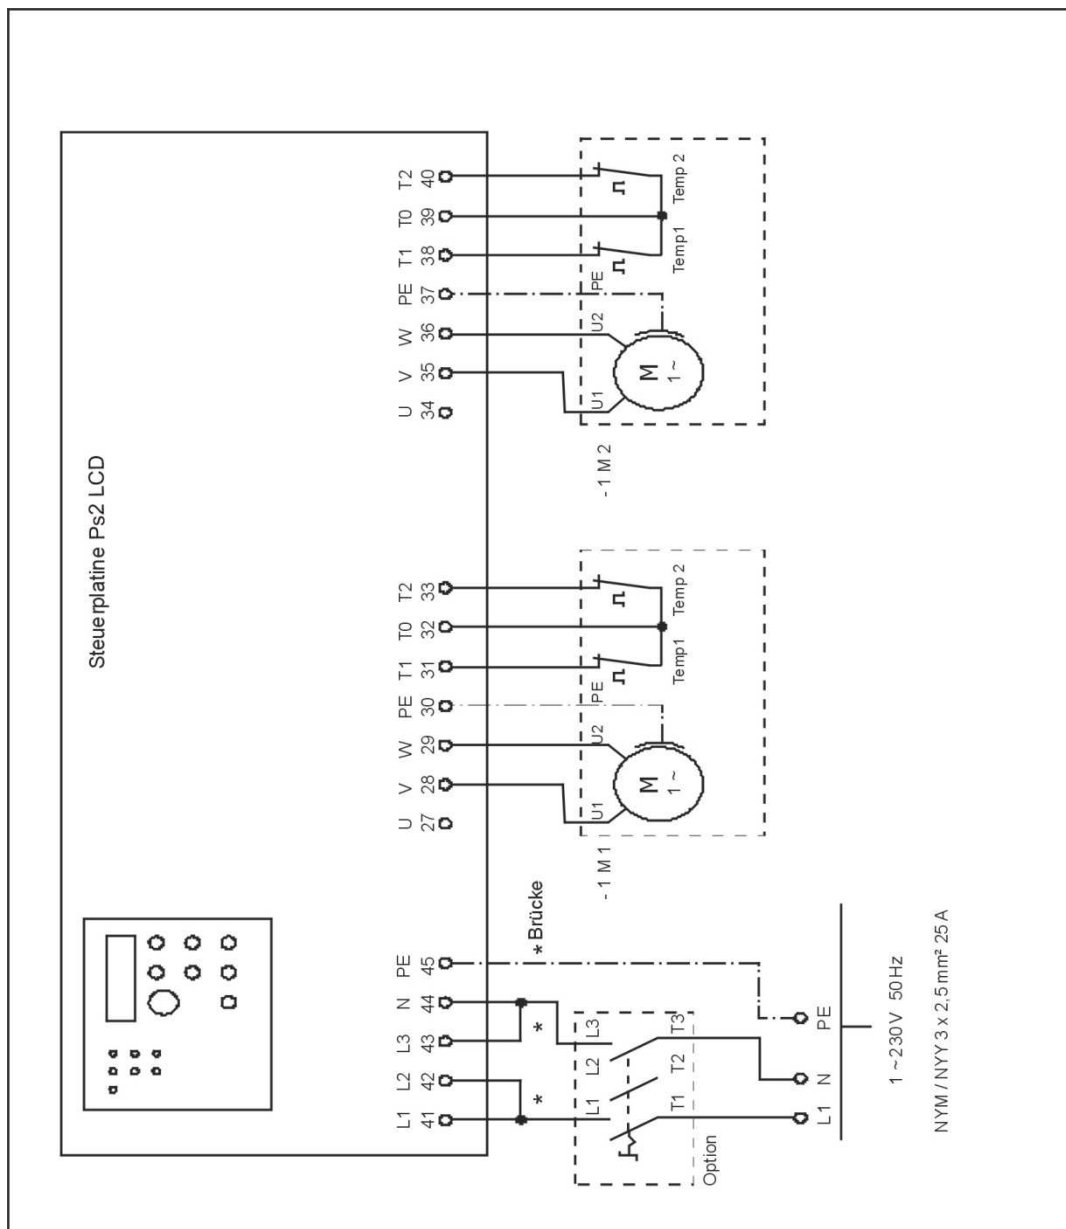 Steuerplatine Ps2 LCD
L1 L2 L3 N PE
41 42 43 44 45
U V W PE T1 T0 T2
27 28 29 30 31 32 33
U V W PE T1 T0 T2
34 35 36 37 38 39 40
* * * Brücke
L1 L2 L3
T1 T2 T3
Option
- 1 M 1
U1 U2 PE
M
1 ~
Temp1 Temp 2
- 1 M 2
U1 U2 PE
M
1 ~
Temp1 Temp 2
L1 N PE
1 ~ 230 V 50 Hz
NYM / NYY 3 x 2,5 mm² 25 A